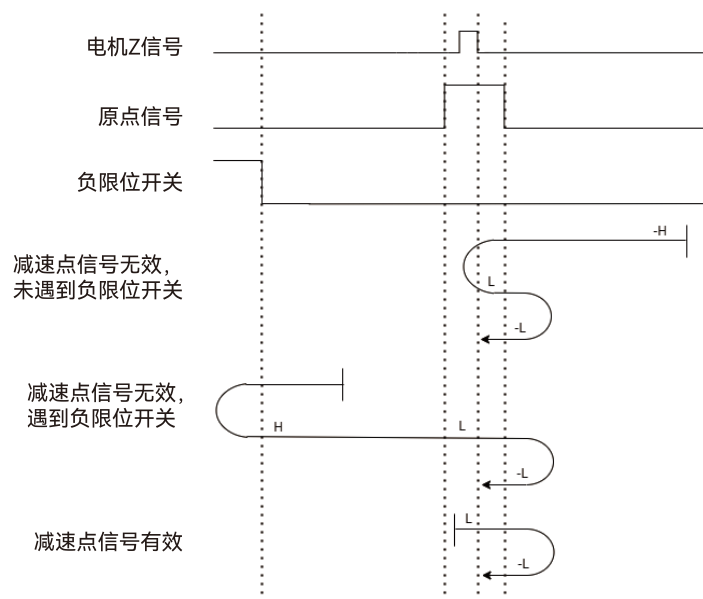 电机Z信号
原点信号
负限位开关
-H
减速点信号无效，
未遇到负限位开关
L
-L
减速点信号无效，
遇到负限位开关
H
L
-L
L
减速点信号有效
-L